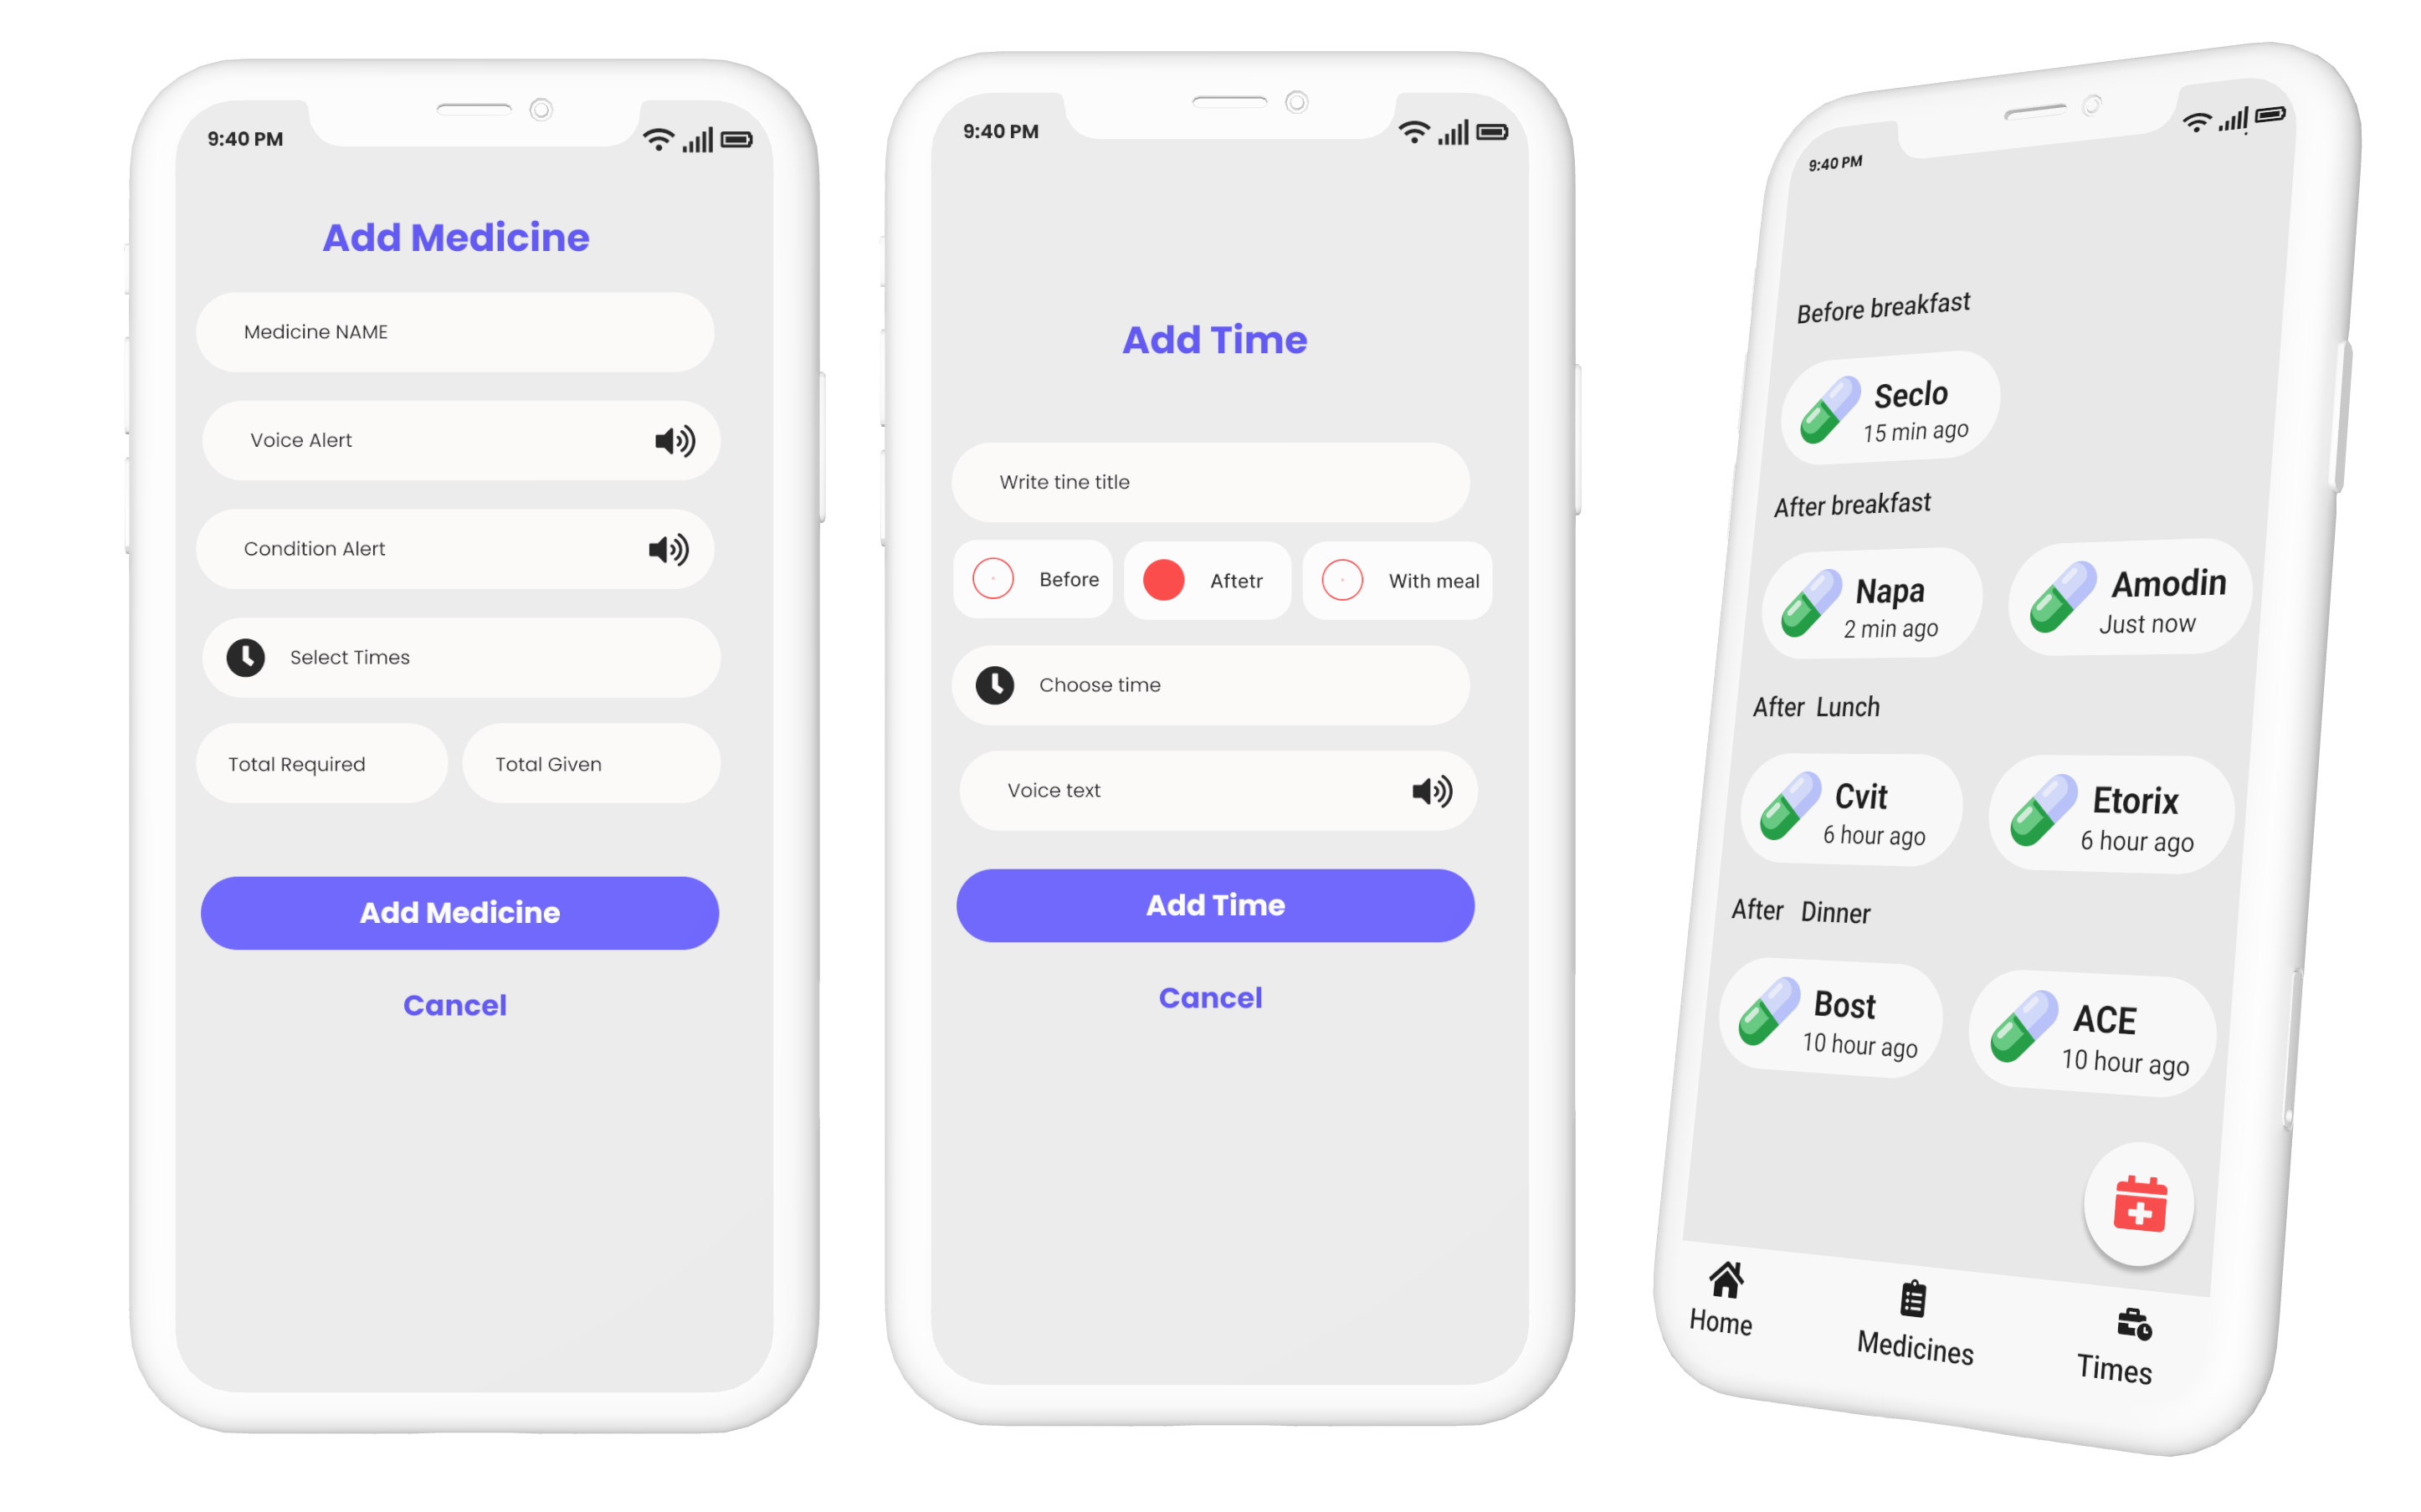 9:40 PM
Add Medicine
Medicine NAME
Voice Alert
Condition Alert
Select Times
Total Required
Total Given
Add Medicine
Cancel
9:40 PM
Add Time
Write tine title
Before
Aftetr
With meal
Choose time
Voice text
Add Time
Cancel
9:40 PM
Before breakfast
Seclo
15 min ago
After breakfast
Napa
2 min ago
Amodin
Just now
After Lunch
Cvit
6 hour ago
Etorix
6 hour ago
After Dinner
Bost
10 hour ago
ACE
10 hour ago
Home
Medicines
Times